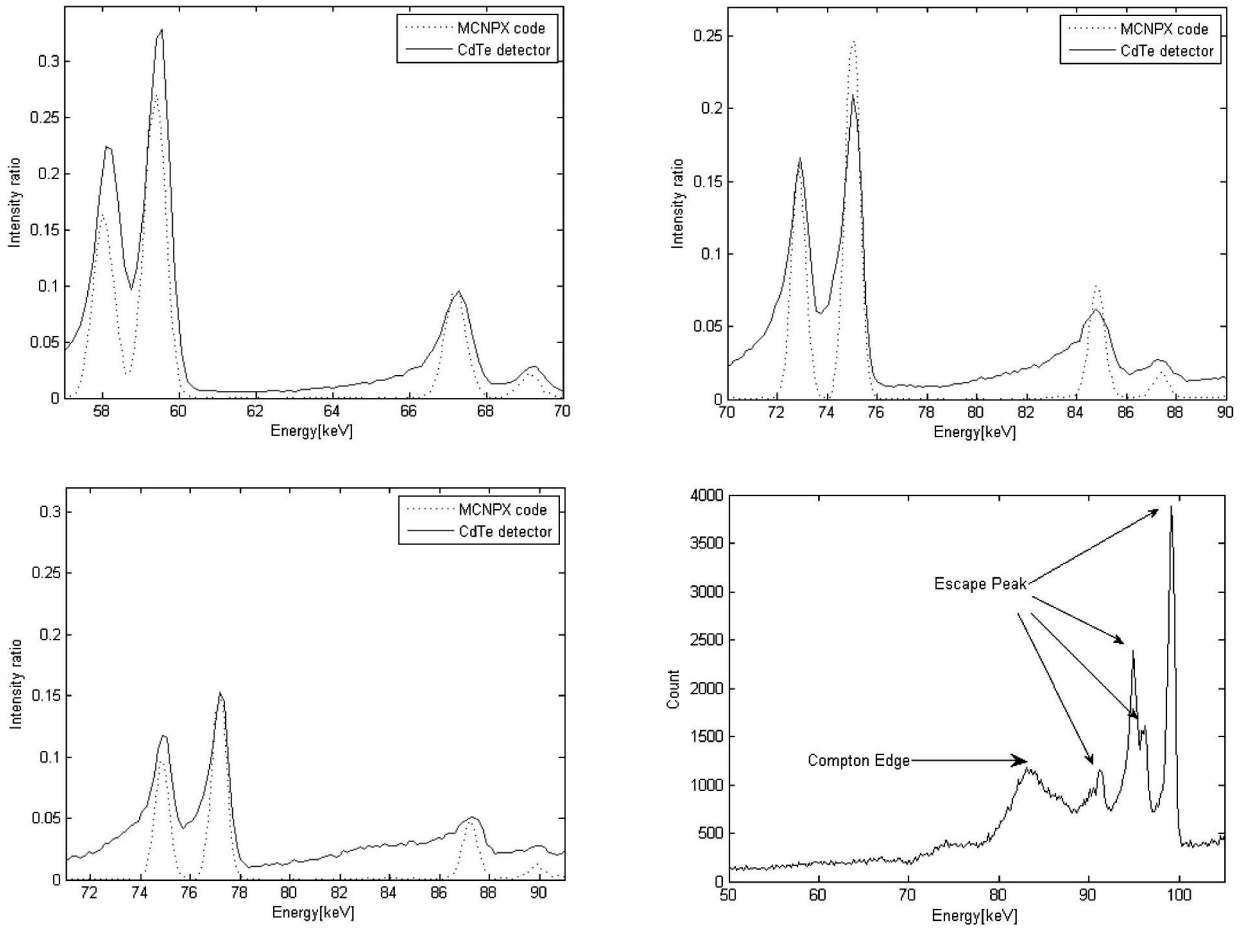 MCNPX code
CdTe detector
0.3
0.25
0.2
0.15
0.1
0.05
0
Intensity ratio
58 60 62 64 66 68 70
Energy[keV]
MCNPX code
CdTe detector
0.25
0.2
0.15
0.1
0.05
0
Intensity ratio
70 72 74 76 78 80 82 84 86 88 90
Energy[keV]
MCNPX code
CdTe detector
0.3
0.25
0.2
0.15
0.1
0.05
0
Intensity ratio
72 74 76 78 80 82 84 86 88 90
Energy[keV]
4000
3500
3000
2500
2000
1500
1000
500
0
Count
Escape Peak
Compton Edge
50 60 70 80 90 100
Energy[keV]